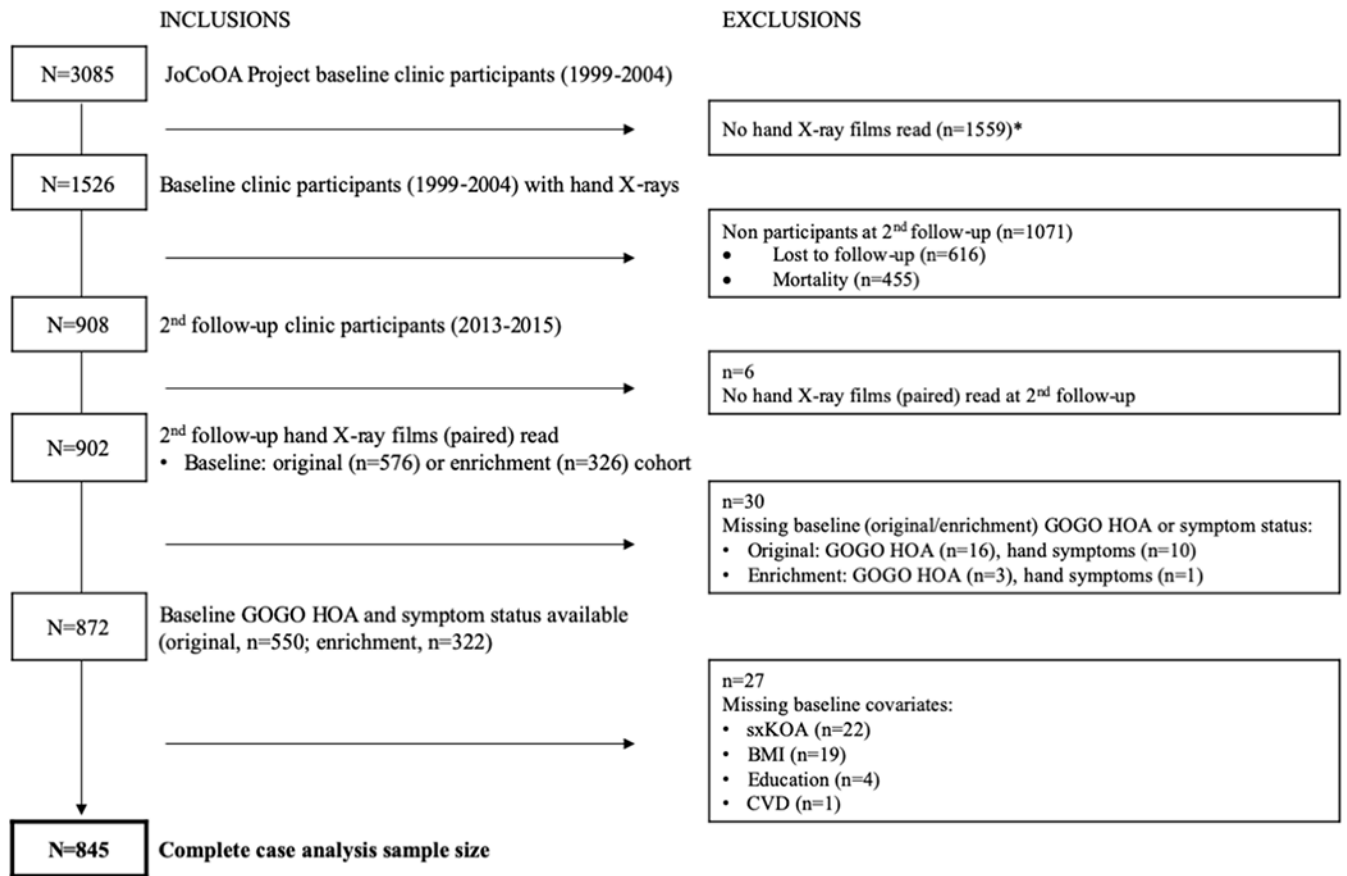 INCLUSIONS
EXCLUSIONS
N=3085
JoCoOA Project baseline clinic participants (1999-2004)
No hand X-ray films read (n=1559)*
N=1526
Baseline clinic participants (1999-2004) with hand X-rays
Non participants at 2nd follow-up (n=1071)
• Lost to follow-up (n=616)
• Mortality (n=455)
N=908
2nd follow-up clinic participants (2013-2015)
n=6
No hand X-ray films (paired) read at 2nd follow-up
N=902
2nd follow-up hand X-ray films (paired) read
• Baseline: original (n=576) or enrichment (n=326) cohort
n=30
Missing baseline (original/enrichment) GOGO HOA or symptom status:
• Original: GOGO HOA (n=16), hand symptoms (n=10)
• Enrichment: GOGO HOA (n=3), hand symptoms (n=1)
N=872
Baseline GOGO HOA and symptom status available
(original, n=550; enrichment, n=322)
n=27
Missing baseline covariates:
• sxKOA (n=22)
• BMI (n=19)
• Education (n=4)
• CVD (n=1)
N=845
Complete case analysis sample size